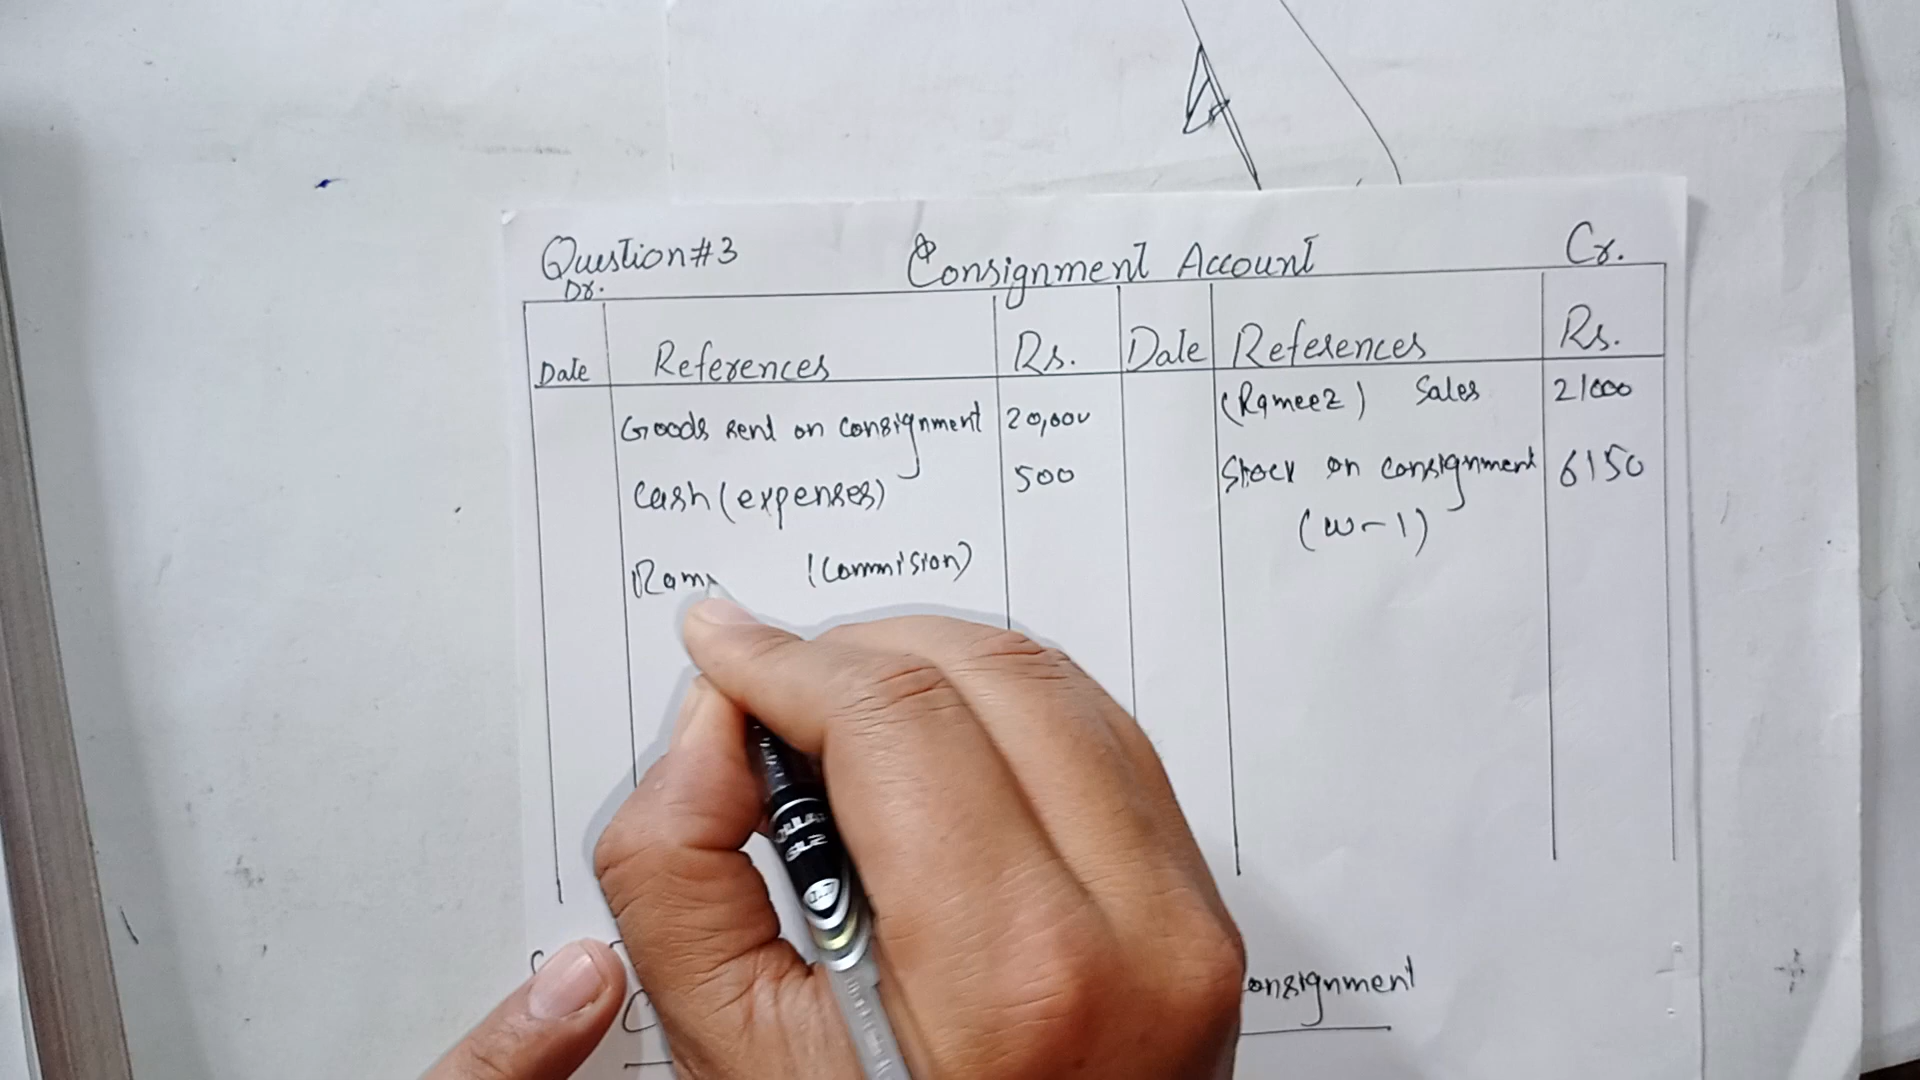 Question#3 Consignment Account Cr.
Dr.
Date References Rs. Date References Rs.
Goods sent on consignment 20,000 (Rameez) Sales 21000
Cash (expenses) 500 Stock on consignment 6150
(w-1)
Ram (Commision)
onsignment